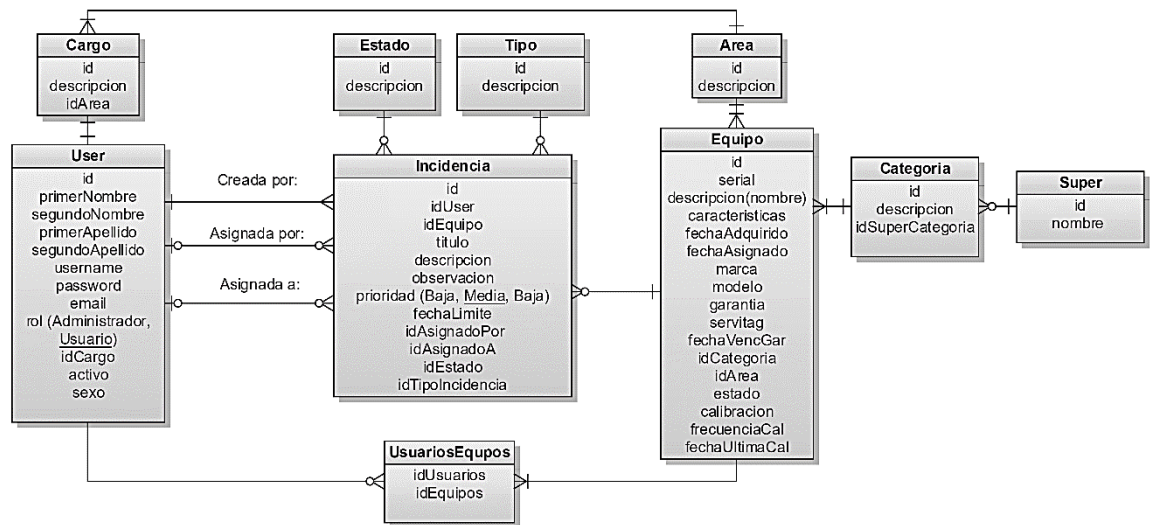 Cargo
id
descripcion
idArea
Estado
id
descripcion
Tipo
id
descripcion
Area
id
descripcion
User
id
primerNombre
segundoNombre
primerApellido
segundoApellido
username
password
email
rol (Administrador,
Usuario)
idCargo
activo
sexo
Creada por:
Asignada por:
Asignada a:
Incidencia
id
idUser
idEquipo
titulo
descripcion
observacion
prioridad (Baja, Media, Baja)
fechaLimite
idAsignadoPor
idAsignadoA
idEstado
idTipoIncidencia
Equipo
id
serial
descripcion(nombre)
caracteristicas
fechaAdquirido
fechaAsignado
marca
modelo
garantia
servitag
fechaVencGar
idCategoria
idArea
estado
calibracion
frecuenciaCal
fechaUltimaCal
Categoria
id
descripcion
idSuperCategoria
Super
id
nombre
UsuariosEqupos
idUsuarios
idEquipos